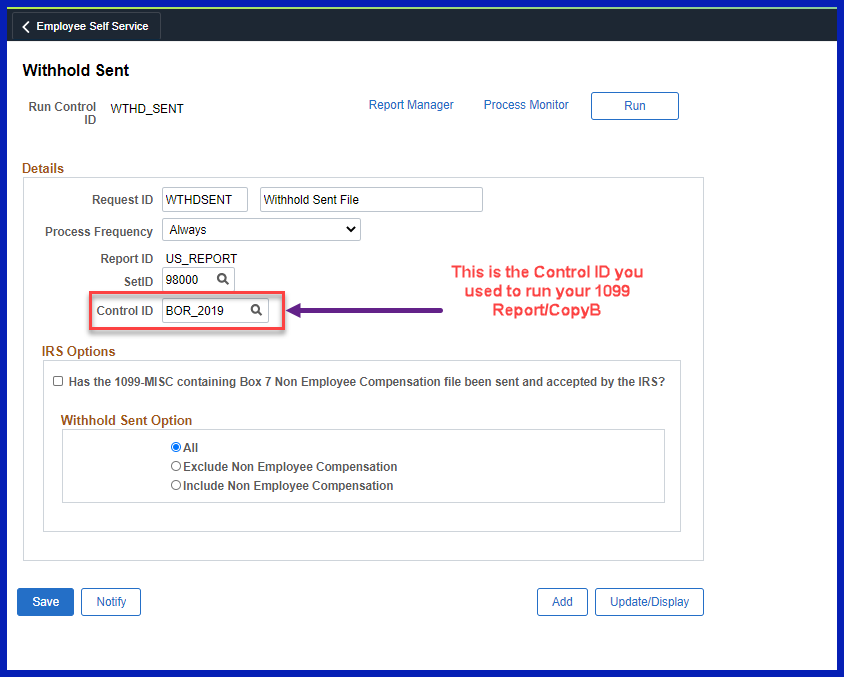 Employee Self Service
Withhold Sent
Run Control
ID
WTHD_SENT
Report Manager
Process Monitor
Run
Details
Request ID WTHDSENT Withhold Sent File
Process Frequency Always
Report ID US_REPORT
SetID 98000
Control ID BOR_2019
This is the Control ID you
used to run your 1099
Report/CopyB
IRS Options
Has the 1099-MISC containing Box 7 Non Employee Compensation file been sent and accepted by the IRS?
Withhold Sent Option
All
Exclude Non Employee Compensation
Include Non Employee Compensation
Save
Notify
Add
Update/Display